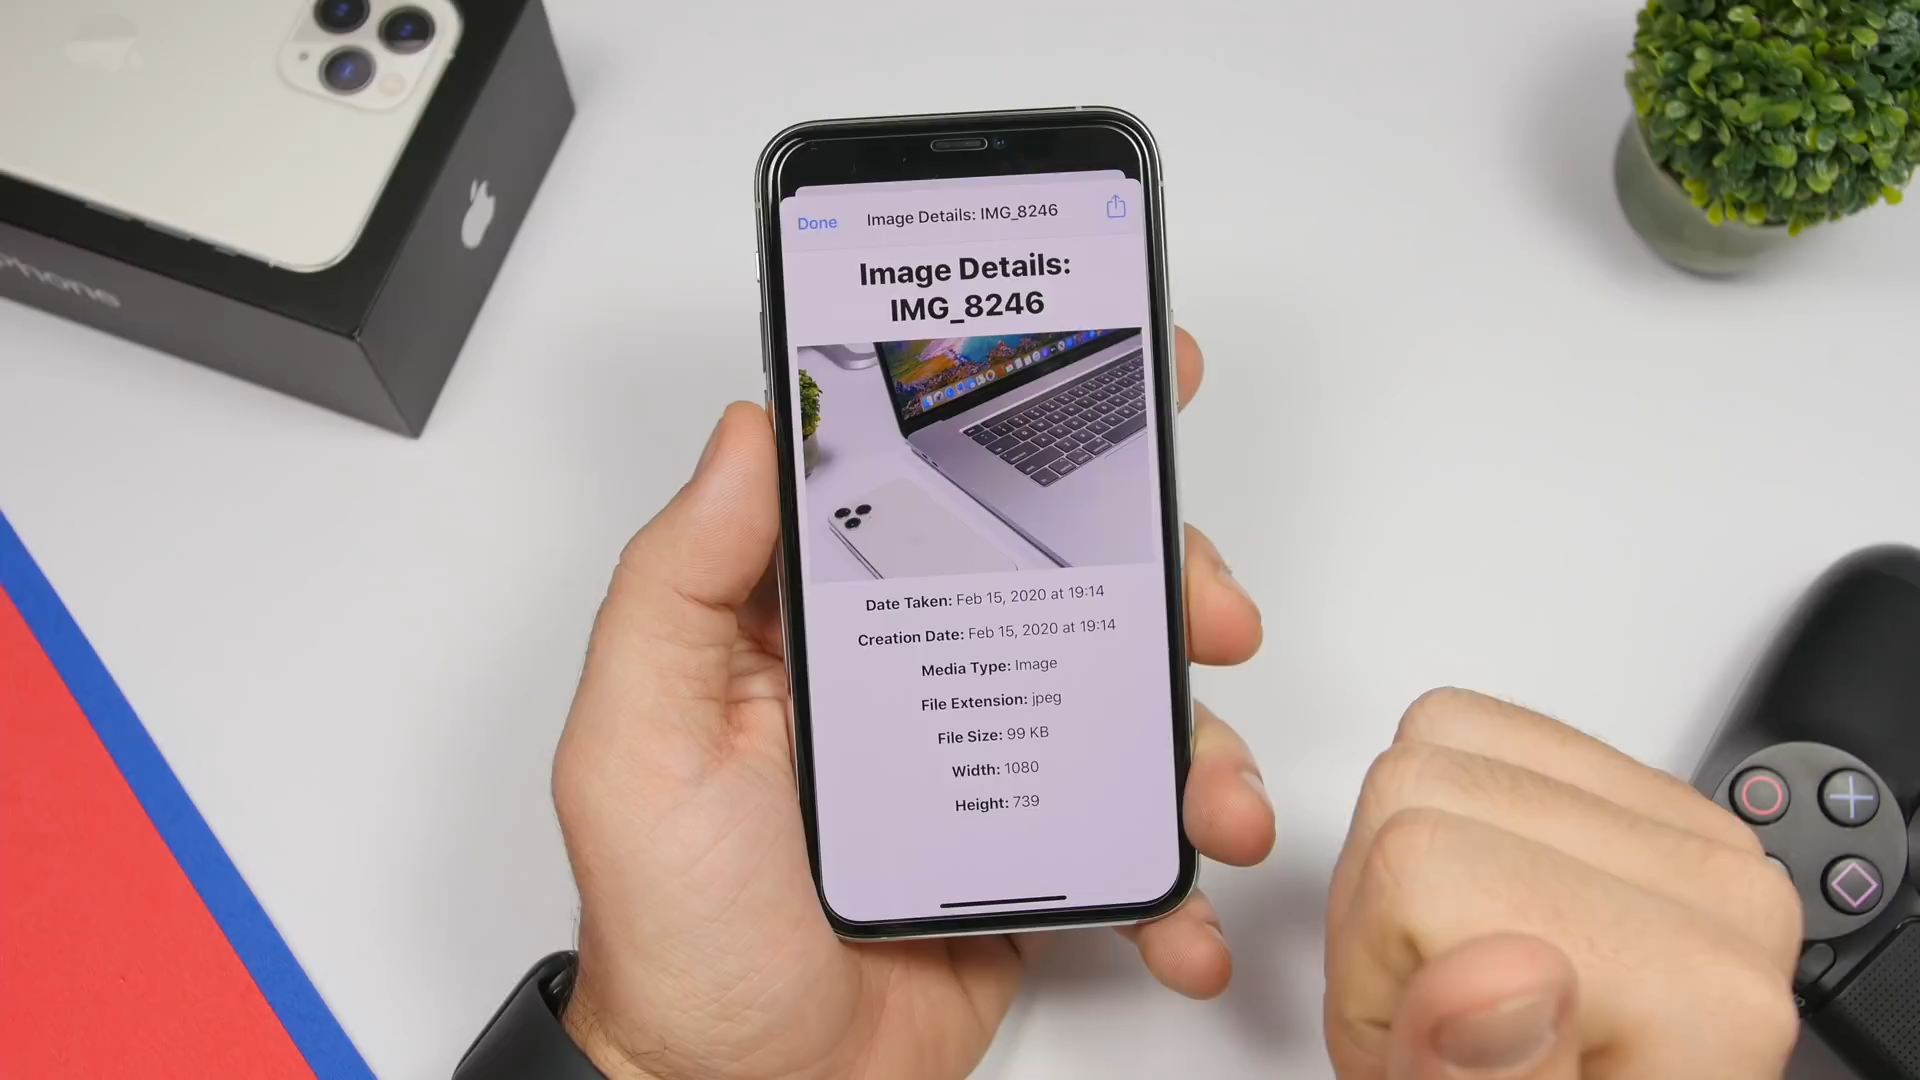 Done
Image Details: IMG_8246
Image Details:
IMG_8246
Date Taken: Feb 15, 2020 at 19:14
Creation Date: Feb 15, 2020 at 19:14
Media Type: Image
File Extension: jpeg
File Size: 99 KB
Width: 1080
Height: 739